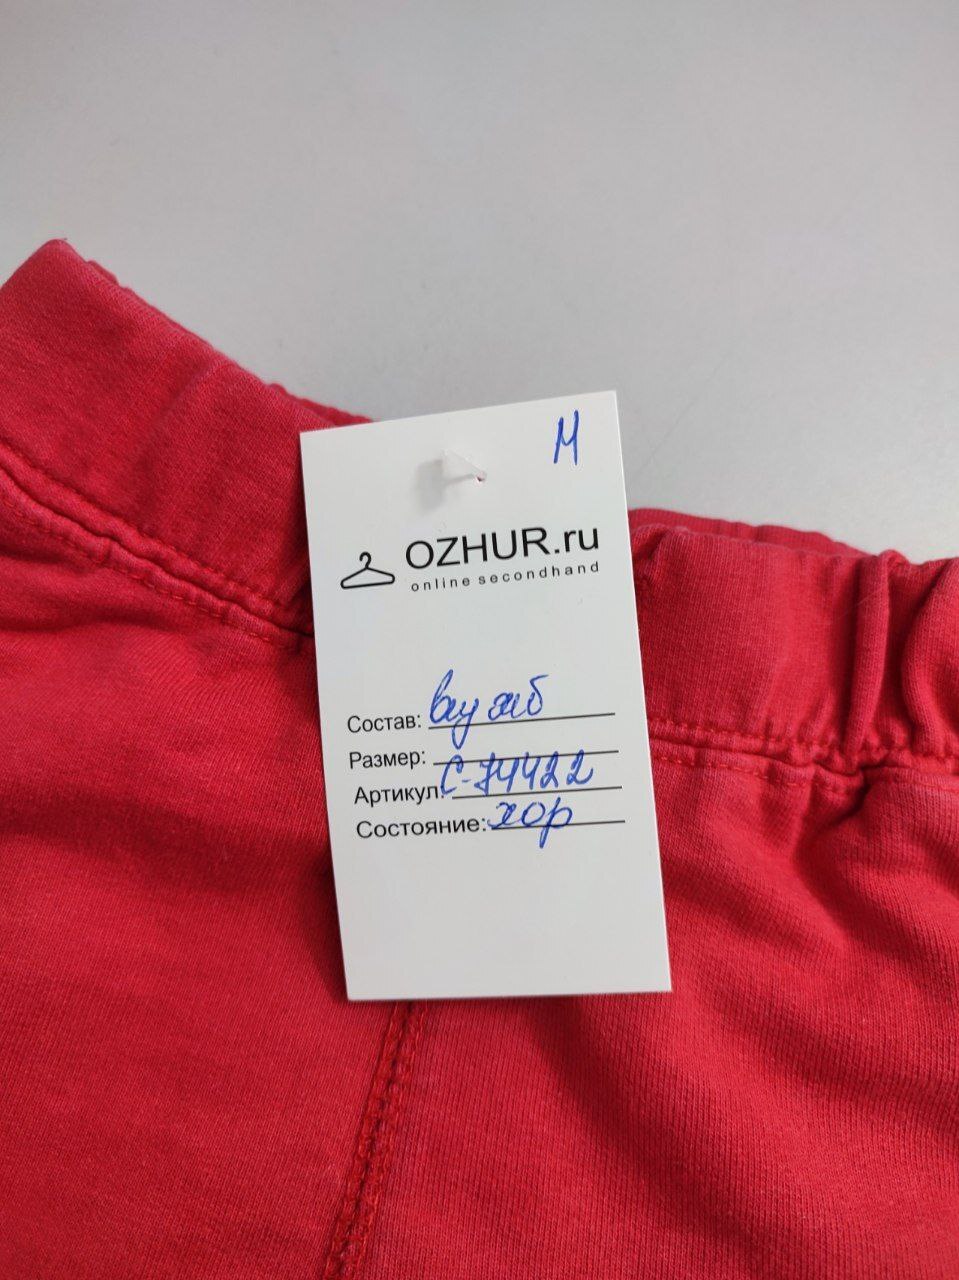 М
OZHUR.ru
online secondhand
Состав:
Размер:
Артикул: С-74422
Состояние: хор